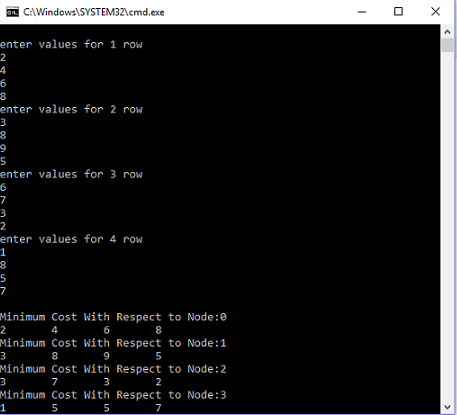 C:\Windows\SYSTEM32\cmd.exe
enter values for 1 row
2
4
6
8
enter values for 2 row
3
8
9
5
enter values for 3 row
6
7
3
2
enter values for 4 row
1
8
5
7
Minimum Cost With Respect to Node:0
2 4 6 8
Minimum Cost With Respect to Node:1
3 8 9 5
Minimum Cost With Respect to Node:2
3 7 3 2
Minimum Cost With Respect to Node:3
1 5 5 7